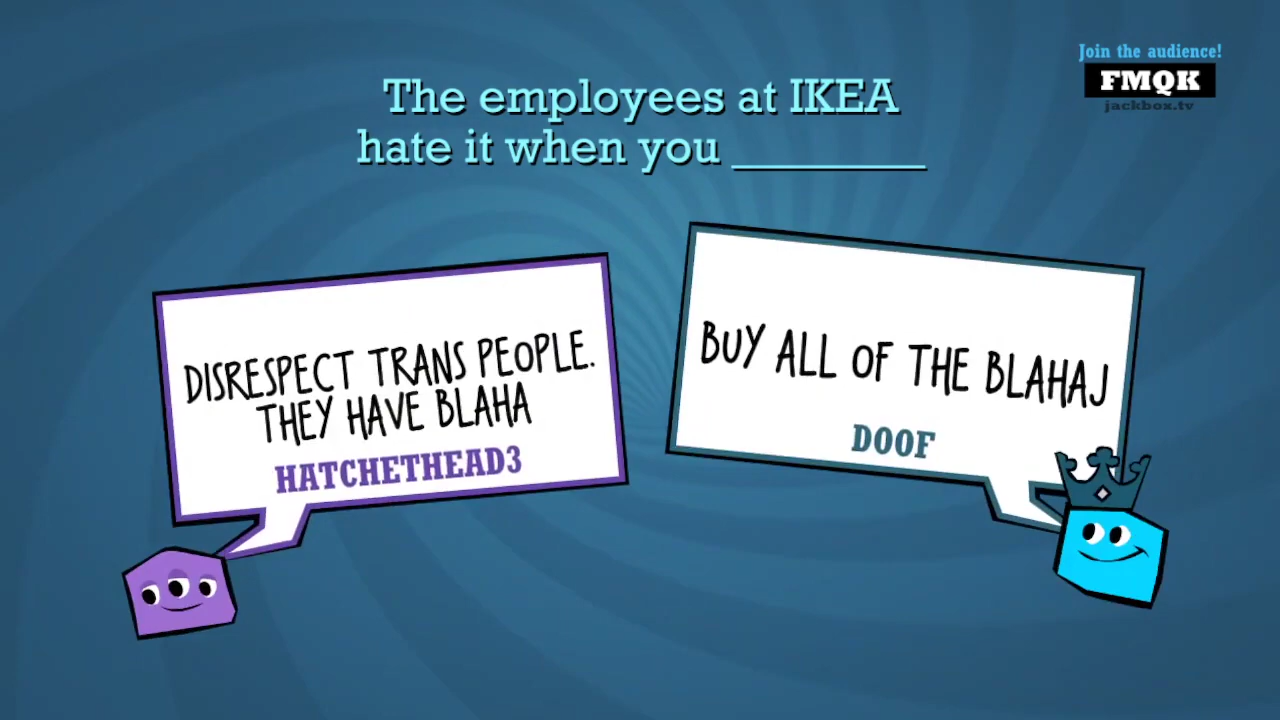 Join the audience!
FMQK
jackbox.tv
The employees at IKEA
hate it when you ________
DISRESPECT TRANS PEOPLE.
THEY HAVE BLAHA
HATCHETHEAD3
BUY ALL OF THE BLAHAJ
DOOF